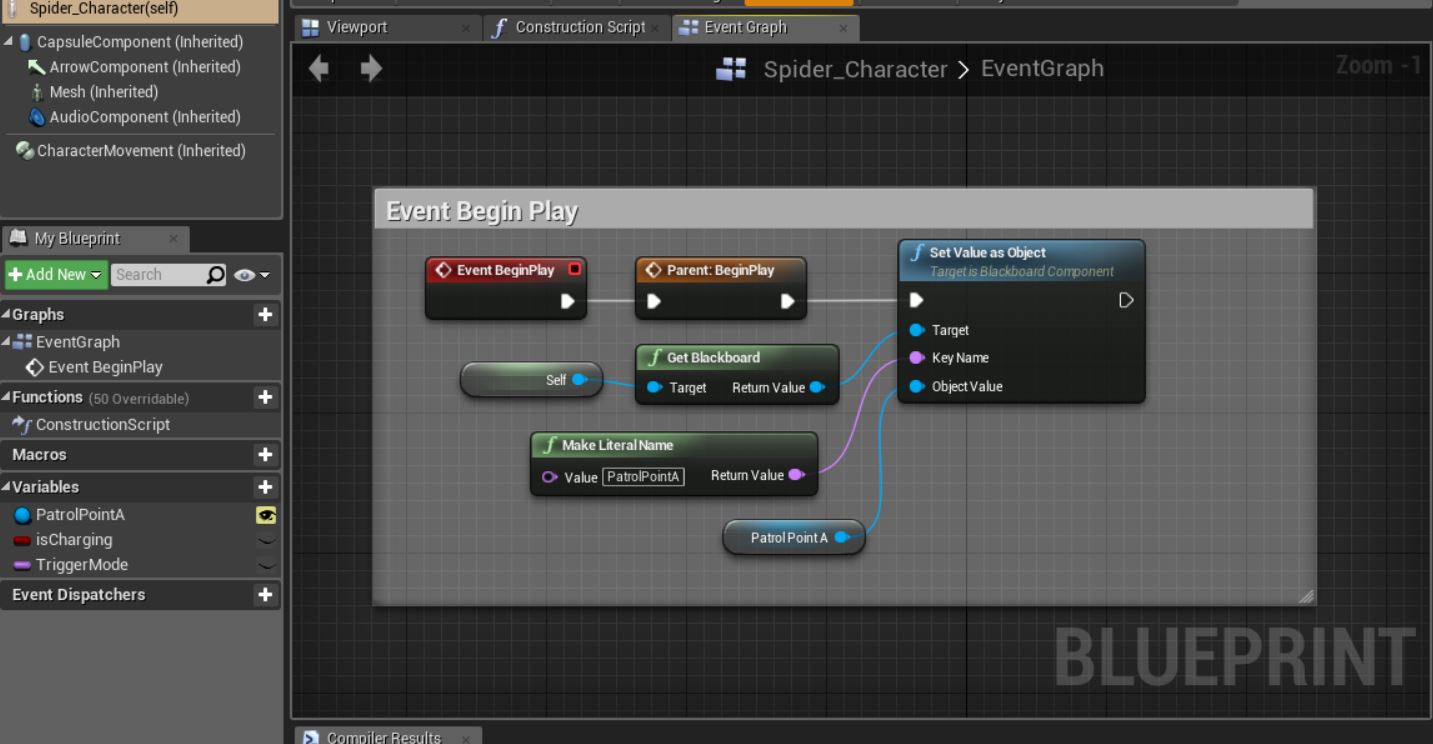 Spider_Character(self)
CapsuleComponent (Inherited)
ArrowComponent (Inherited)
Mesh (Inherited)
AudioComponent (Inherited)
CharacterMovement (Inherited)
My Blueprint
Add New
Search
Graphs
EventGraph
Event BeginPlay
Functions (50 Overridable)
ConstructionScript
Macros
Variables
PatrolPointA
isCharging
TriggerMode
Event Dispatchers
Viewport
Construction Script
Event Graph
Spider_Character > EventGraph
Zoom -1
Event Begin Play
Event BeginPlay
Parent: BeginPlay
Set Value as Object
Target is Blackboard Component
Target
Key Name
Object Value
Self
Get Blackboard
Target Return Value
Make Literal Name
Value PatrolPointA Return Value
Patrol Point A
BLUEPRINT
Compiler Results